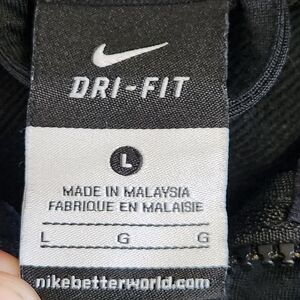 DRI-FIT
L
MADE IN MALAYSIA
FABRIQUE EN MALAISIE
L G G
nikebetterworld.com